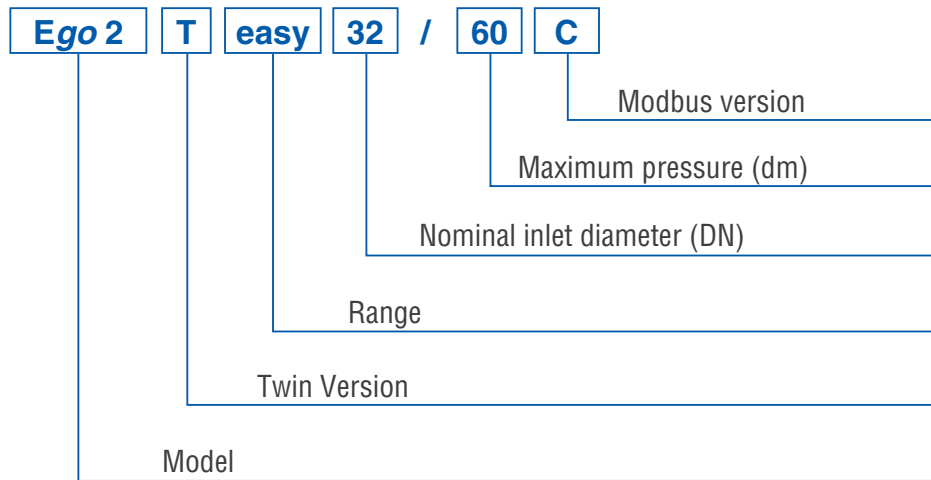 Ego 2 T easy 32 / 60 C
Modbus version
Maximum pressure (dm)
Nominal inlet diameter (DN)
Range
Twin Version
Model